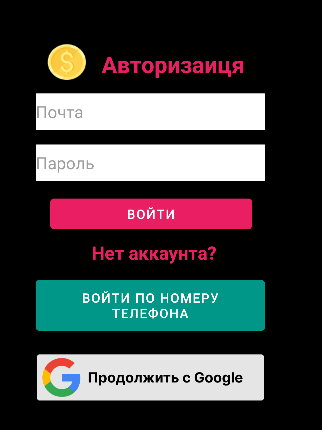 Авторизаиця
Почта
Пароль
ВОЙТИ
Нет аккаунта?
ВОЙТИ ПО НОМЕРУ
ТЕЛЕФОНА
Продолжить с Google